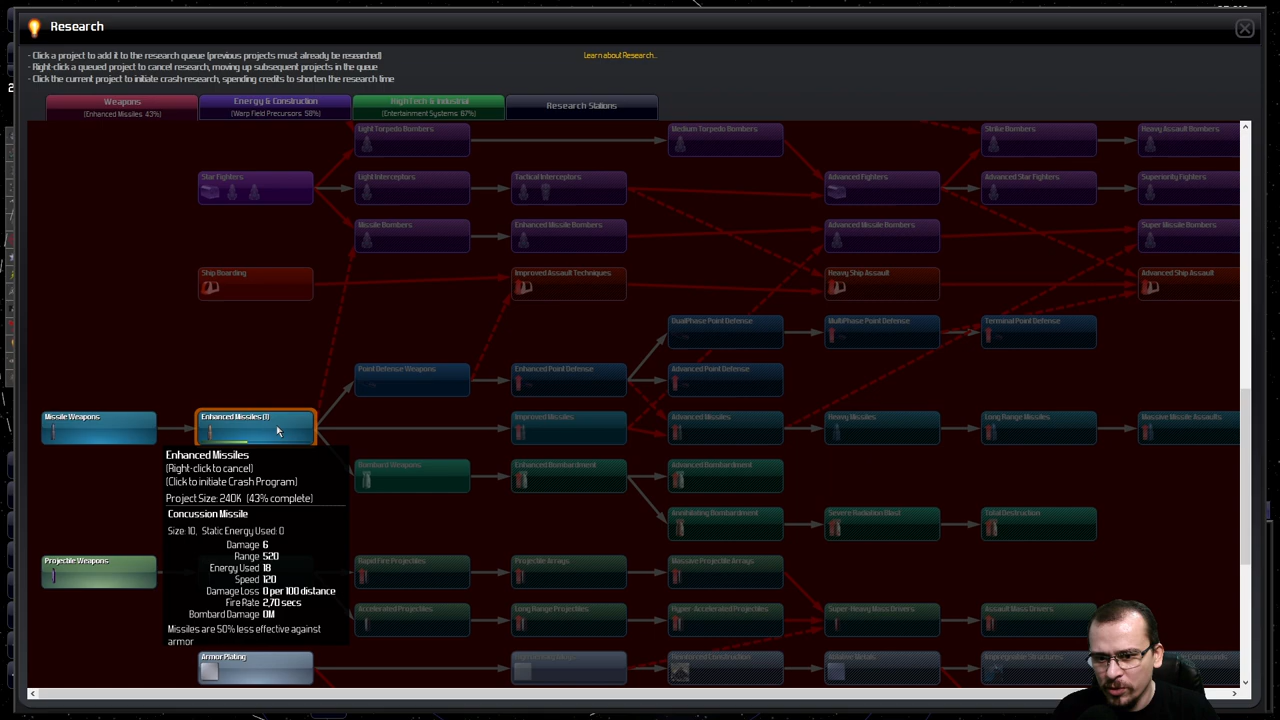 Research
- Click a project to add it to the research queue (previous projects must already be researched)
- Right-click a queued project to cancel research, moving up subsequent projects in the queue
- Click the current project to initiate crash-research, spending credits to shorten the research time
Learn about Research...
Weapons
(Enhanced Missiles: 43%)
Energy & Construction
(Warp Field Precursors: 58%)
HighTech & Industrial
(Entertainment Systems: 67%)
Research Stations
Light Torpedo Bombers
Medium Torpedo Bombers
Strike Bombers
Heavy Assault Bombers
Star Fighters
Light Interceptors
Tactical Interceptors
Advanced Fighters
Advanced Star Fighters
Superiority Fighters
Missile Bombers
Enhanced Missile Bombers
Advanced Missile Bombers
Super Missile Bombers
Ship Boarding
Improved Assault Techniques
Heavy Ship Assault
Advanced Ship Assault
DualPhase Point Defense
MultiPhase Point Defense
Terminal Point Defense
Point Defense Weapons
Enhanced Point Defense
Advanced Point Defense
Missile Weapons
Enhanced Missiles (1)
Improved Missiles
Advanced Missiles
Heavy Missiles
Long Range Missiles
Massive Missile Assaults
Enhanced Missiles
(Right-click to cancel)
(Click to initiate Crash Program)
Project Size: 240K (43% complete)
Concussion Missile
Size: 10, Static Energy Used: 0
Damage 6
Range 520
Energy Used 18
Speed 120
Damage Loss 0 per 100 distance
Fire Rate 2,70 secs
Bombard Damage 0M
Missiles are 50% less effective against
armor
Bombard Weapons
Enhanced Bombardment
Advanced Bombardment
Annihilating Bombardment
Severe Radiation Blast
Total Destruction
Projectile Weapons
Rapid Fire Projectiles
Projectile Arrays
Massive Projectile Arrays
Accelerated Projectiles
Long Range Projectiles
Hyper-Accelerated Projectiles
Super-Heavy Mass Drivers
Assault Mass Drivers
Armor Plating
Reinforced Construction
Ablative Metals
Impregnable Structures
Compounds